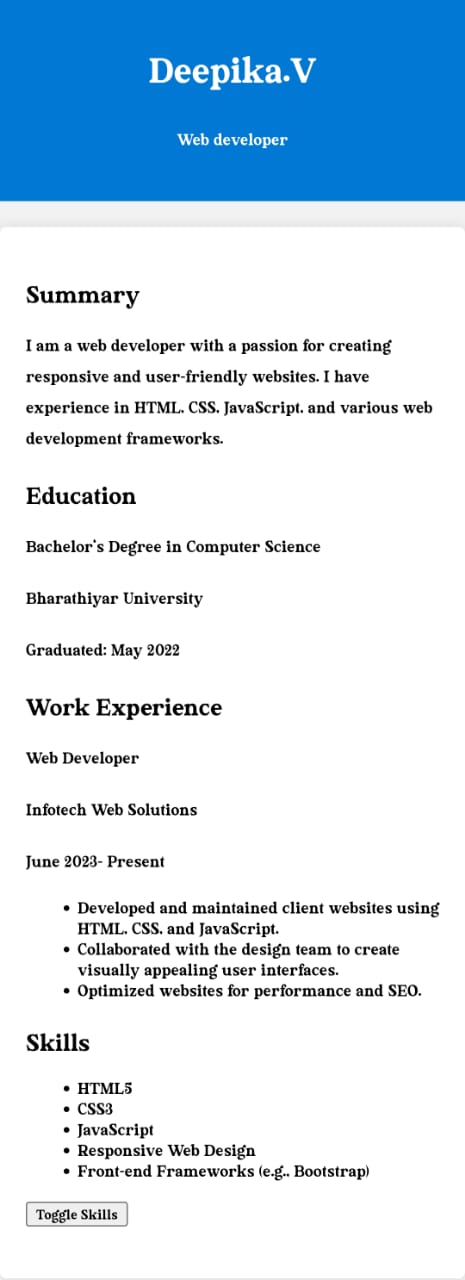 Deepika.V
Web developer
Summary
I am a web developer with a passion for creating
responsive and user-friendly websites. I have
experience in HTML, CSS, JavaScript, and various web
development frameworks.
Education
Bachelor's Degree in Computer Science
Bharathiyar University
Graduated: May 2022
Work Experience
Web Developer
Infotech Web Solutions
June 2023- Present
• Developed and maintained client websites using
HTML, CSS, and JavaScript.
• Collaborated with the design team to create
visually appealing user interfaces.
• Optimized websites for performance and SEO.
Skills
• HTML5
• CSS3
• JavaScript
• Responsive Web Design
• Front-end Frameworks (e.g., Bootstrap)
Toggle Skills